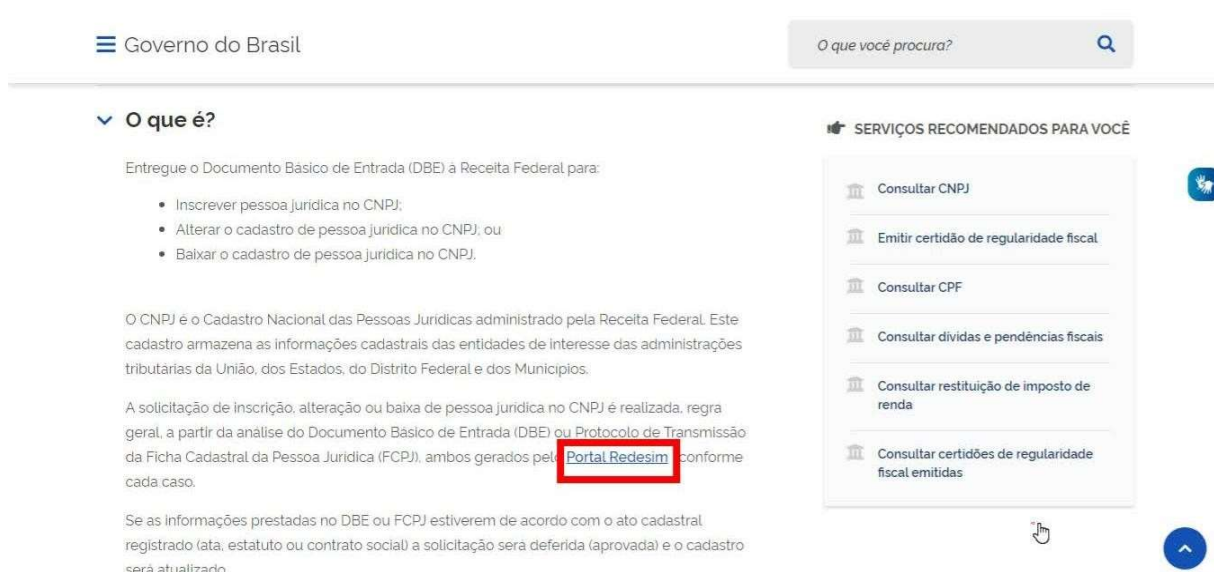 Governo do Brasil
O que você procura?
O que é?
Entregue o Documento Básico de Entrada (DBE) à Receita Federal para:
Inscrever pessoa jurídica no CNPJ;
Alterar o cadastro de pessoa jurídica no CNPJ; ou
Baixar o cadastro de pessoa jurídica no CNPJ.
O CNPJ é o Cadastro Nacional das Pessoas Jurídicas administrado pela Receita Federal. Este
cadastro armazena as informações cadastrais das entidades de interesse das administrações
tributárias da União, dos Estados, do Distrito Federal e dos Municípios.
A solicitação de inscrição, alteração ou baixa de pessoa jurídica no CNPJ é realizada, regra
geral, a partir da análise do Documento Básico de Entrada (DBE) ou Protocolo de Transmissão
da Ficha Cadastral da Pessoa Jurídica (FCPJ), ambos gerados pelo Portal Redesim conforme
cada caso.
Se as informações prestadas no DBE ou FCPJ estiverem de acordo com o ato cadastral
registrado (ata, estatuto ou contrato social) a solicitação será deferida (aprovada) e o cadastro
será atualizado.
SERVIÇOS RECOMENDADOS PARA VOCÊ
Consultar CNPJ
Emitir certidão de regularidade fiscal
Consultar CPF
Consultar dívidas e pendências fiscais
Consultar restituição de imposto de
renda
Consultar certidões de regularidade
fiscal emitidas